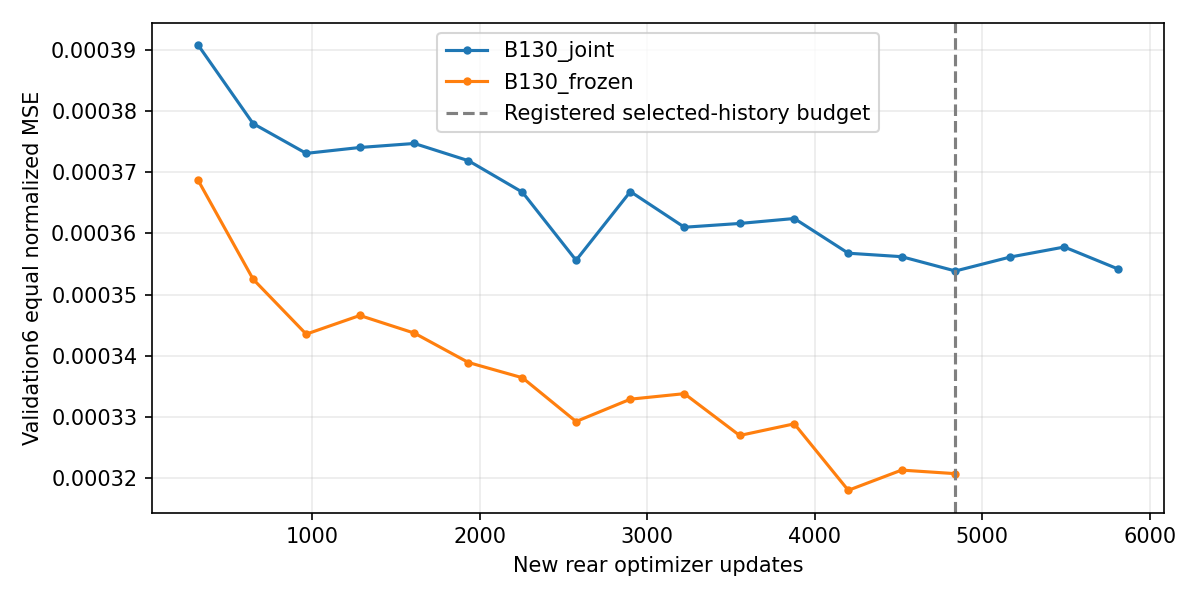 0.00039
0.00038
0.00037
0.00036
0.00035
0.00034
0.00033
0.00032
Validation6 equal normalized MSE
B130_joint
B130_frozen
Registered selected-history budget
1000 2000 3000 4000 5000 6000
New rear optimizer updates